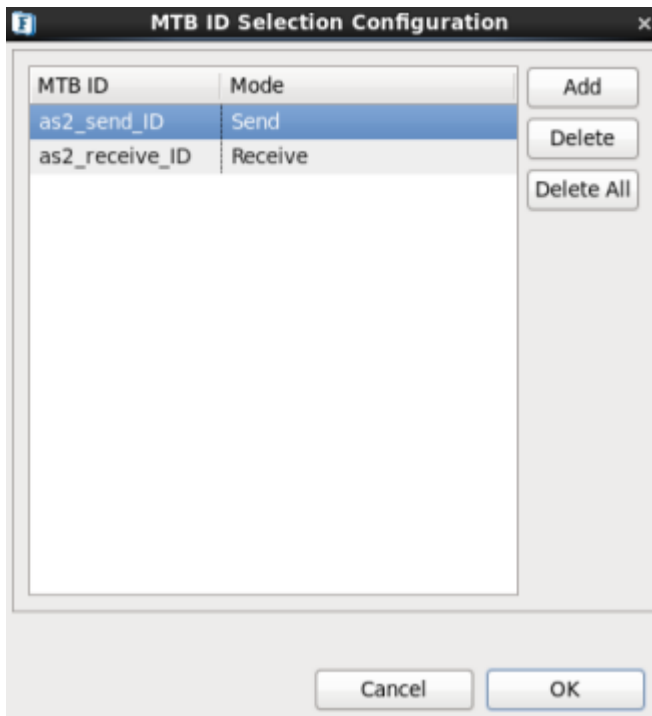 MTB ID Selection Configuration
MTB ID Mode Add
as2_send_ID Send
Delete
as2_receive_ID Receive
Delete All
Cancel OK